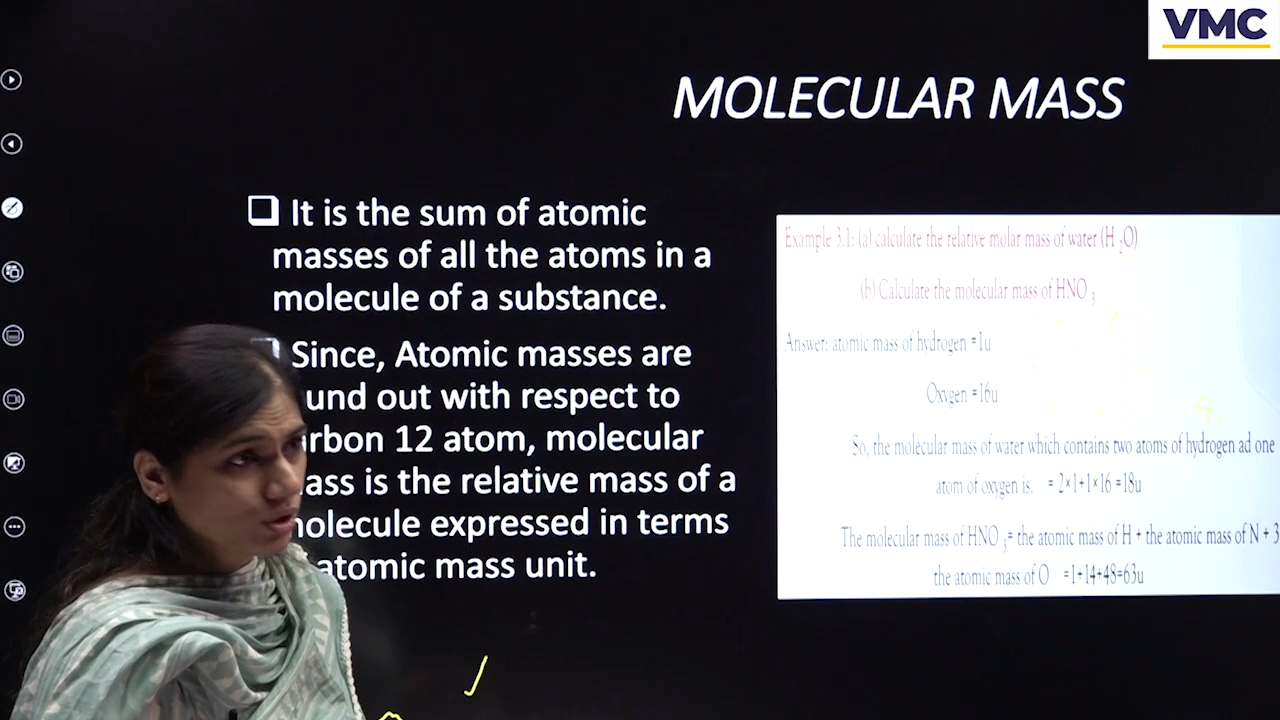 VMC
MOLECULAR MASS
It is the sum of atomic
masses of all the atoms in a
molecule of a substance.
Since, Atomic masses are
und out with respect to
rbon 12 atom, molecular
ass is the relative mass of a
olecule expressed in terms
atomic mass unit.
Example 3.1: (a) calculate the relative molar mass of water (H 2O)
(b) Calculate the molecular mass of HNO 3
Answer: atomic mass of hydrogen =1u
Oxygen =16u
So, the molecular mass of water which contains two atoms of hydrogen ad one
atom of oxygen is. = 2×1+1×16 =18u
The molecular mass of HNO 3= the atomic mass of H + the atomic mass of N + 3
the atomic mass of O =1+14+48=63u